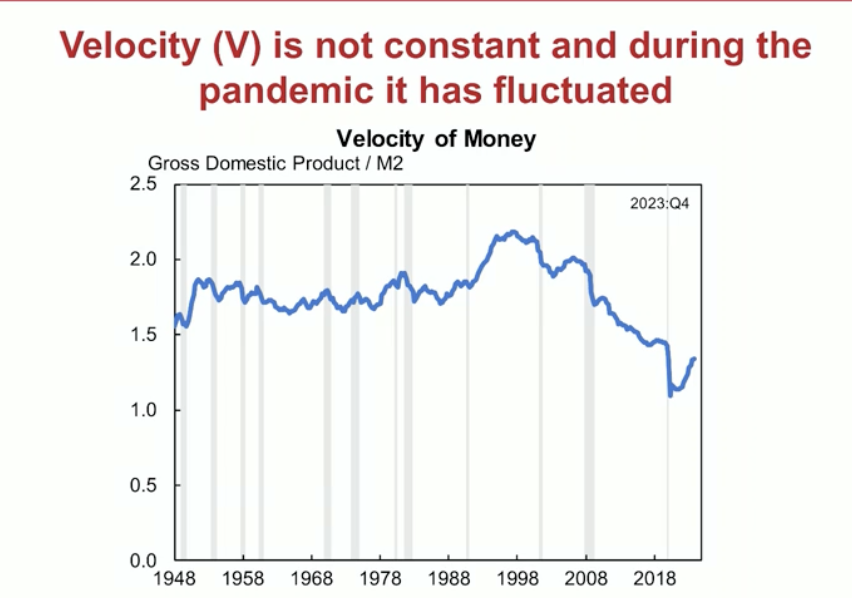 Velocity (V) is not constant and during the
pandemic it has fluctuated
Velocity of Money
Gross Domestic Product / M2
2.5
2023:Q4
2.0
1.5
1.0
0.5
0.0
1948 1958 1968 1978 1988 1998 2008 2018